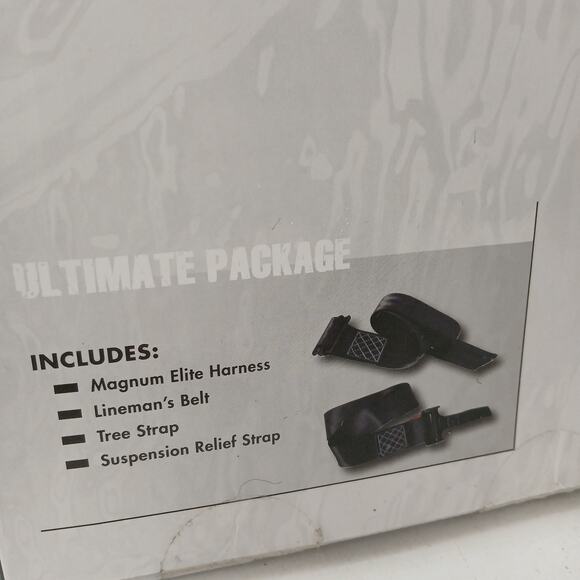 ULTIMATE PACKAGE
INCLUDES:
Magnum Elite Harness
Lineman's Belt
Tree Strap
Suspension Relief Strap